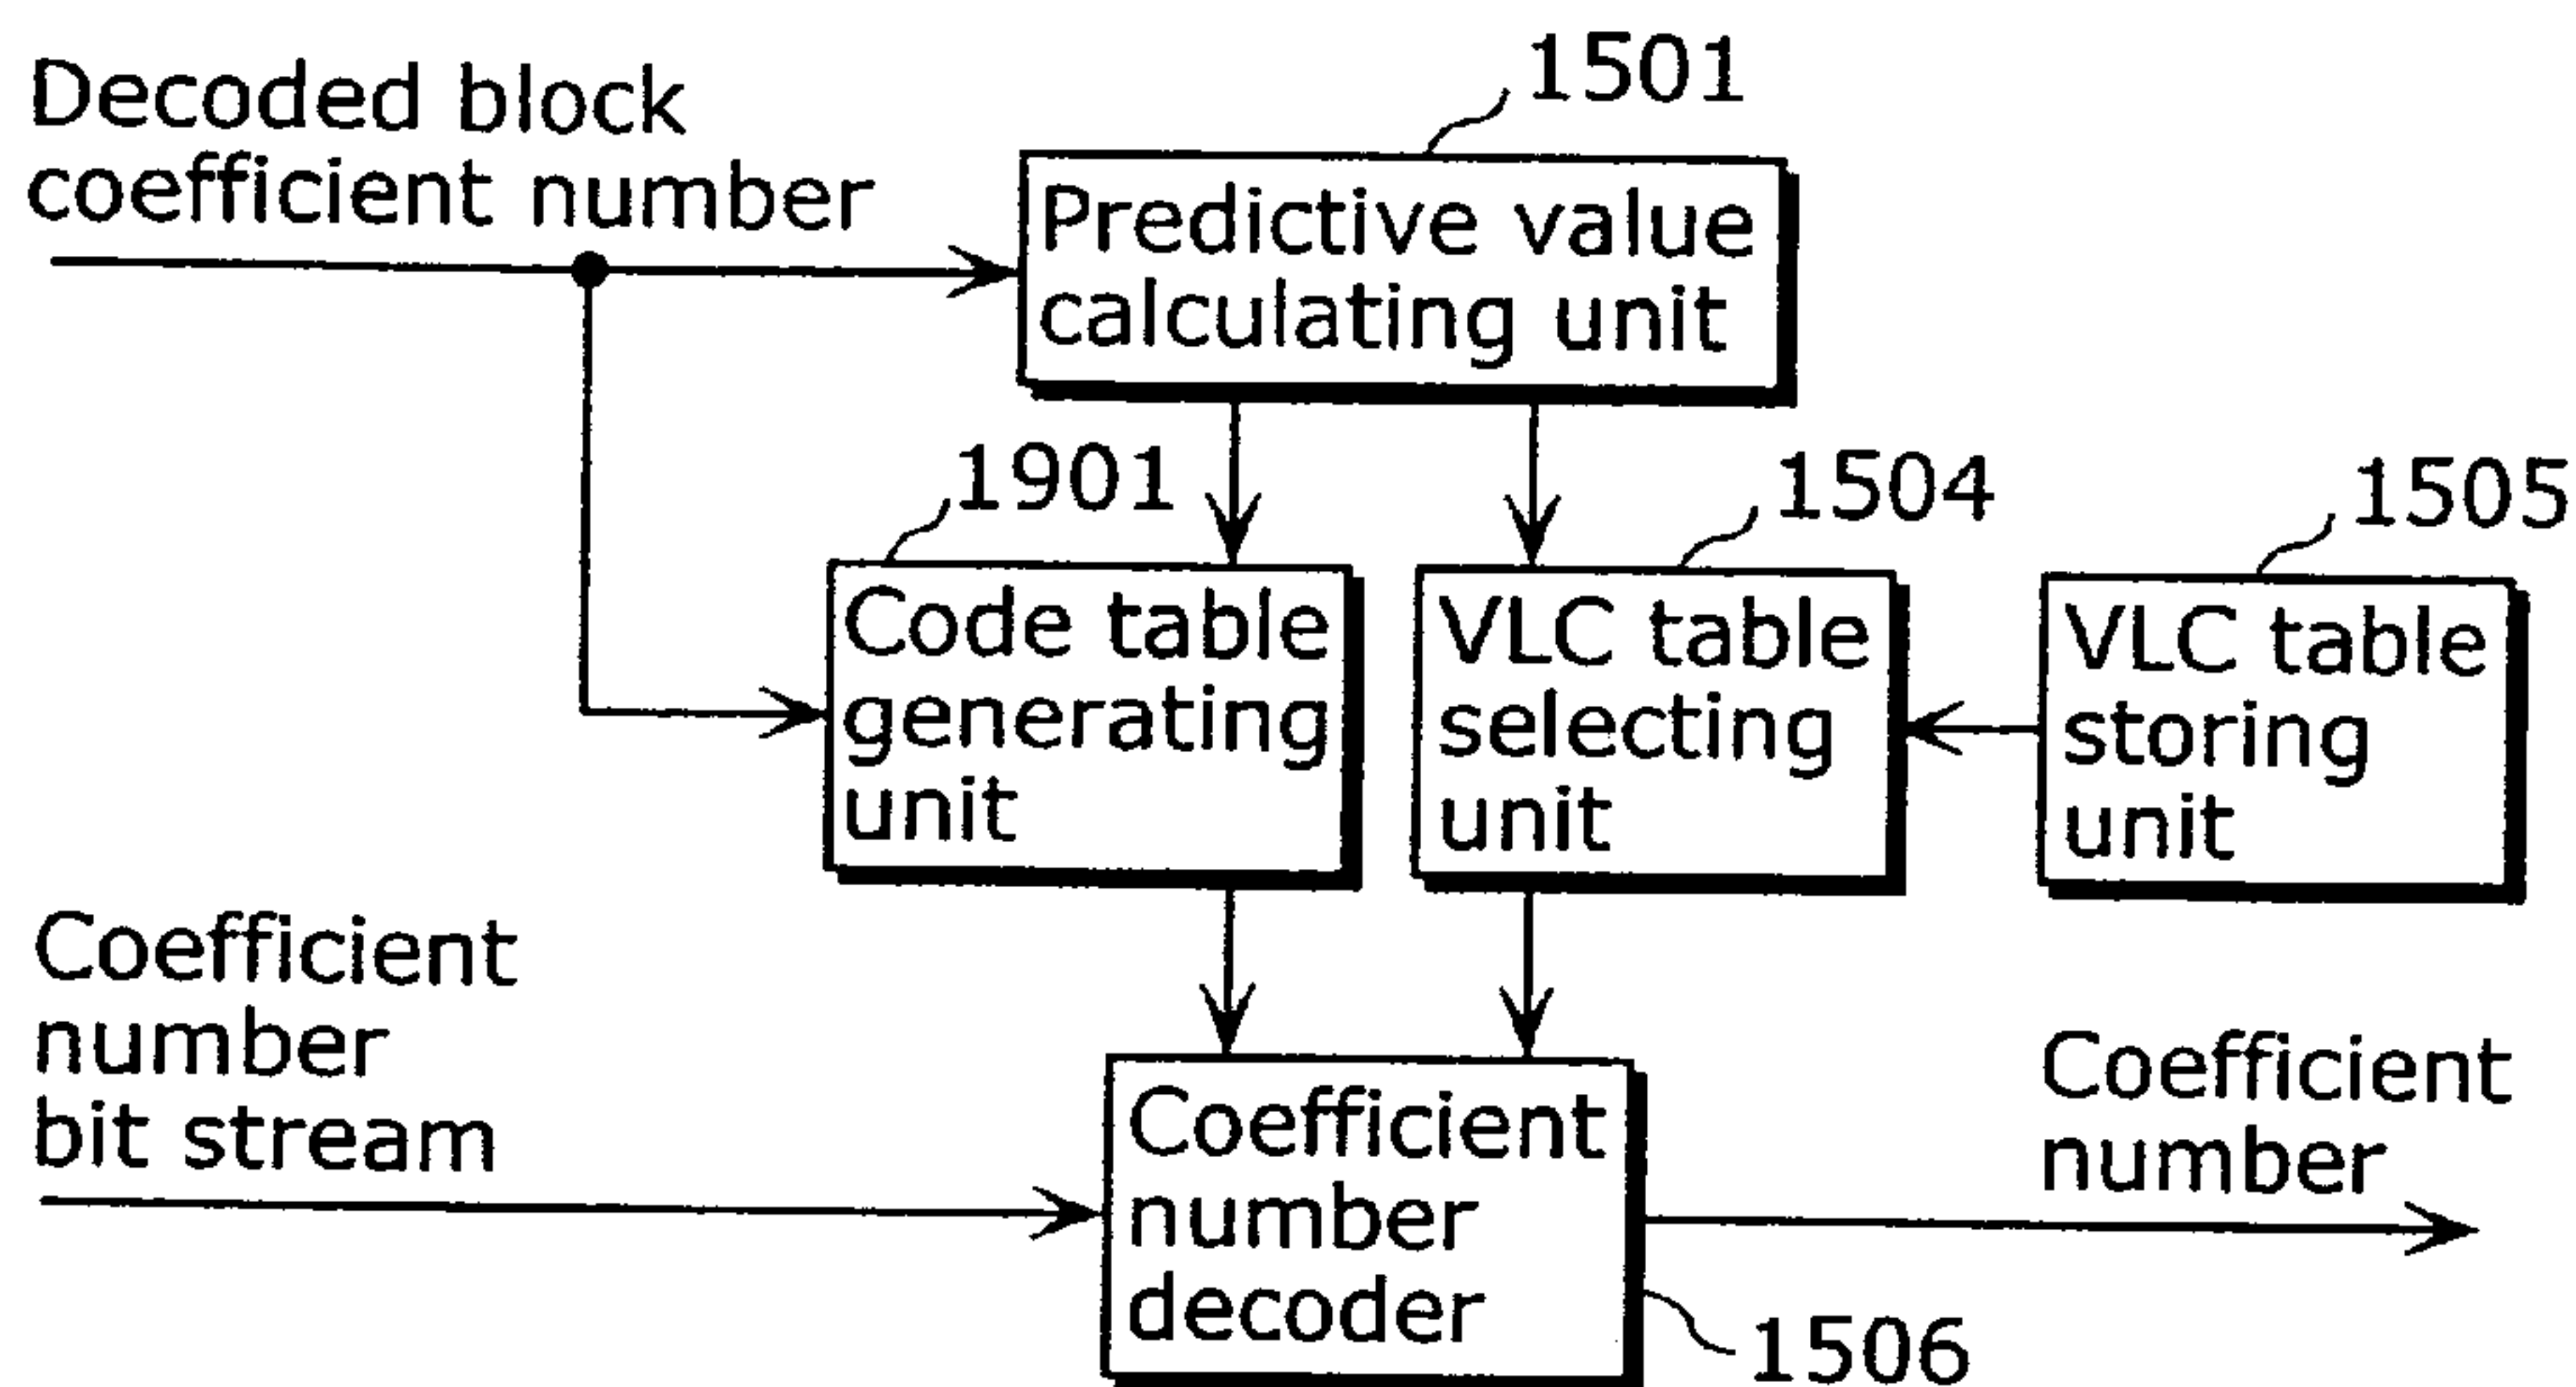 Decoded block
coefficient number
1501
Predictive value
calculating unit
1901
1504
1505
Code table
generating
unit
VLC table
selecting
unit
VLC table
storing
unit
Coefficient
number
bit stream
Coefficient
number
decoder
Coefficient
number
1506